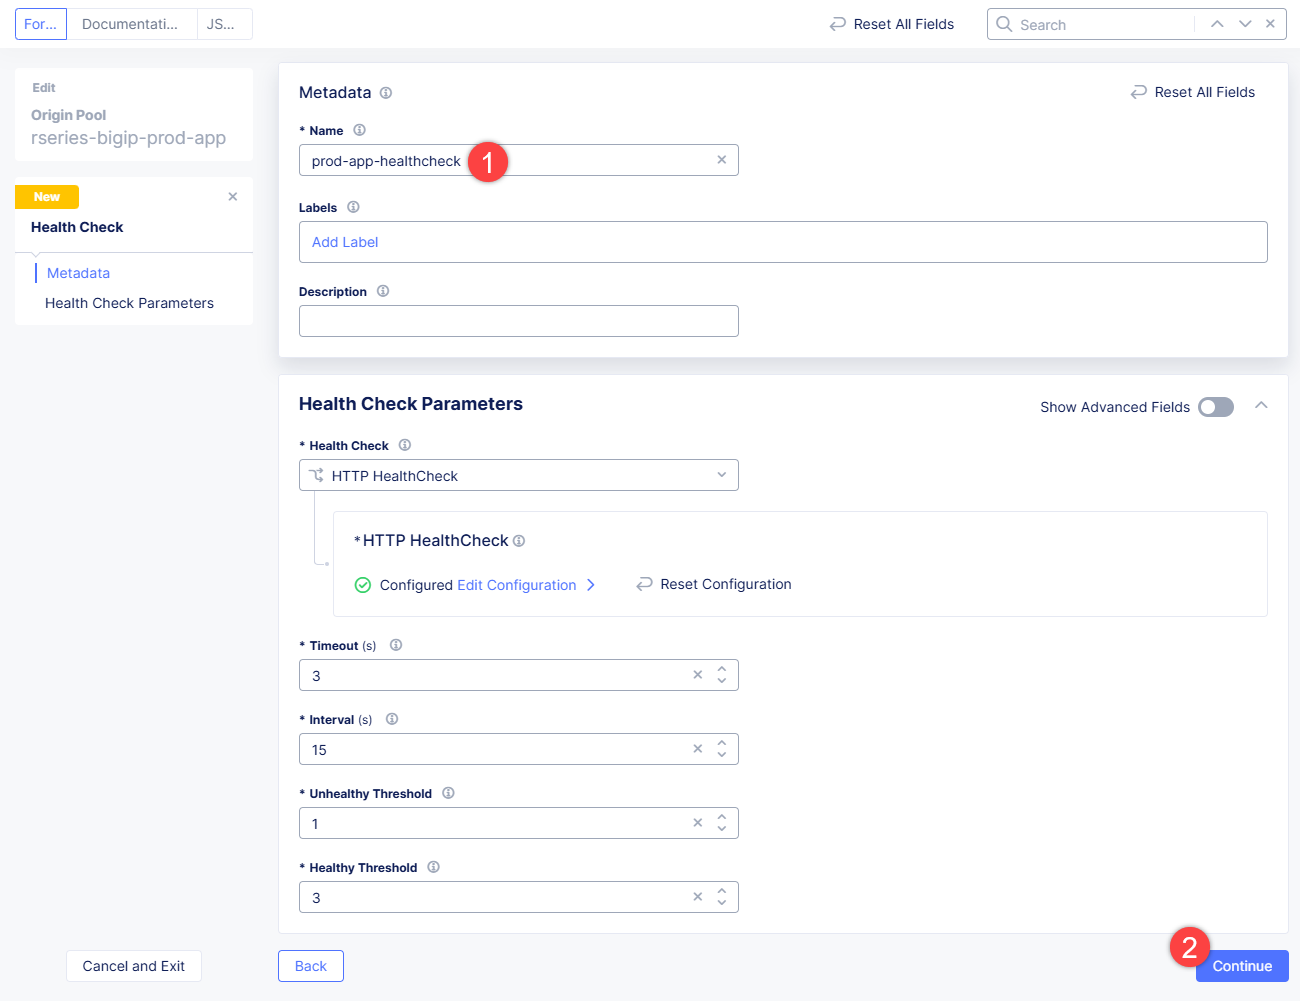 For...
Documentati...
JS...
Reset All Fields
Search
Edit
Origin Pool
rseries-bigip-prod-app
New
Health Check
Metadata
Health Check Parameters
Metadata
Reset All Fields
* Name
prod-app-healthcheck
1
Labels
Add Label
Description
Health Check Parameters
Show Advanced Fields
* Health Check
HTTP HealthCheck
* HTTP HealthCheck
Configured Edit Configuration
Reset Configuration
* Timeout (s)
3
* Interval (s)
15
* Unhealthy Threshold
1
* Healthy Threshold
3
Cancel and Exit
Back
2
Continue